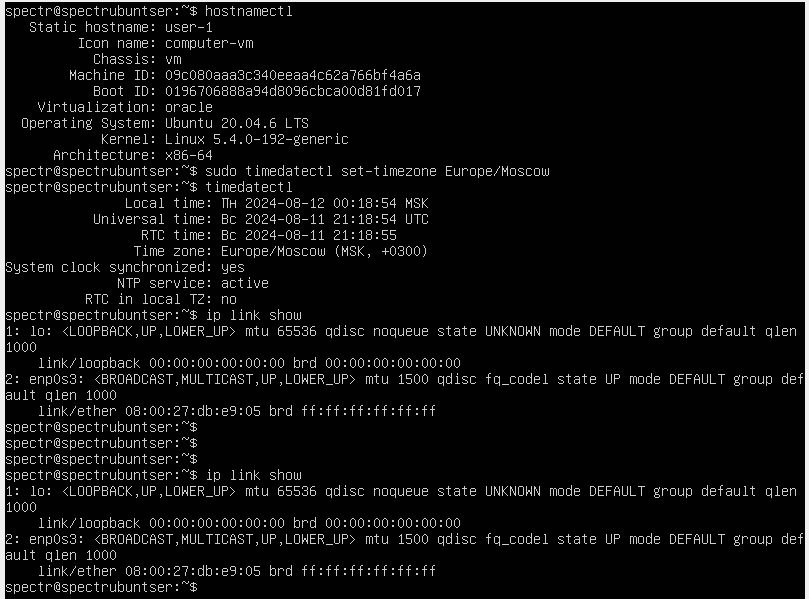 spectr@spectrubuntser:~$ hostnamectl
   Static hostname: user-1
         Icon name: computer-vm
           Chassis: vm
        Machine ID: 09c080aaa3c340eeaa4c62a766bf4a6a
           Boot ID: 0196706888a94d8096cbca00d81fd017
    Virtualization: oracle
  Operating System: Ubuntu 20.04.6 LTS
            Kernel: Linux 5.4.0-192-generic
      Architecture: x86-64
spectr@spectrubuntser:~$ sudo timedatectl set-timezone Europe/Moscow
spectr@spectrubuntser:~$ timedatectl
               Local time: Пн 2024-08-12 00:18:54 MSK
           Universal time: Вс 2024-08-11 21:18:54 UTC
                 RTC time: Вс 2024-08-11 21:18:55
                Time zone: Europe/Moscow (MSK, +0300)
System clock synchronized: yes
              NTP service: active
          RTC in local TZ: no
spectr@spectrubuntser:~$ ip link show
1: lo: <LOOPBACK,UP,LOWER_UP> mtu 65536 qdisc noqueue state UNKNOWN mode DEFAULT group default qlen
1000
    link/loopback 00:00:00:00:00:00 brd 00:00:00:00:00:00
2: enp0s3: <BROADCAST,MULTICAST,UP,LOWER_UP> mtu 1500 qdisc fq_codel state UP mode DEFAULT group def
ault qlen 1000
    link/ether 08:00:27:db:e9:05 brd ff:ff:ff:ff:ff:ff
spectr@spectrubuntser:~$
spectr@spectrubuntser:~$
spectr@spectrubuntser:~$
spectr@spectrubuntser:~$ ip link show
1: lo: <LOOPBACK,UP,LOWER_UP> mtu 65536 qdisc noqueue state UNKNOWN mode DEFAULT group default qlen
1000
    link/loopback 00:00:00:00:00:00 brd 00:00:00:00:00:00
2: enp0s3: <BROADCAST,MULTICAST,UP,LOWER_UP> mtu 1500 qdisc fq_codel state UP mode DEFAULT group def
ault qlen 1000
    link/ether 08:00:27:db:e9:05 brd ff:ff:ff:ff:ff:ff
spectr@spectrubuntser:~$